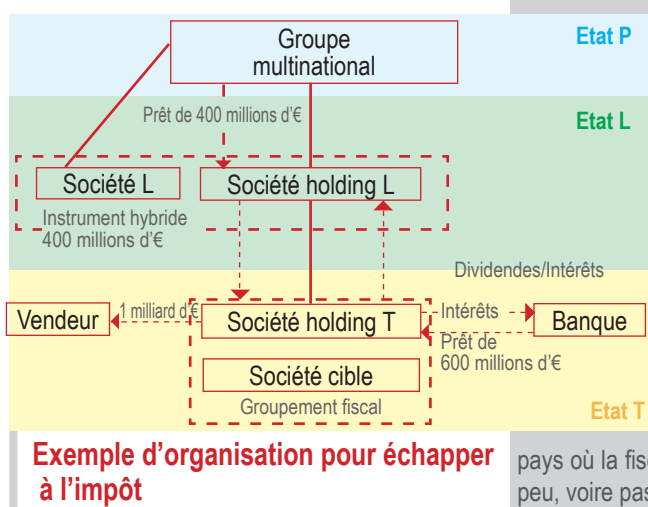 Groupe
multinational
Etat P
Prêt de 400 millions d'€
Etat L
Société L
Société holding L
Instrument hybride
400 millions d'€
Dividendes/Intérêts
Vendeur
1 milliard d'€
Société holding T
Intérêts
Banque
Prêt de
600 millions d'€
Société cible
Groupement fiscal
Etat T
Exemple d'organisation pour échapper
à l'impôt
pays où la fisc
peu, voire pas